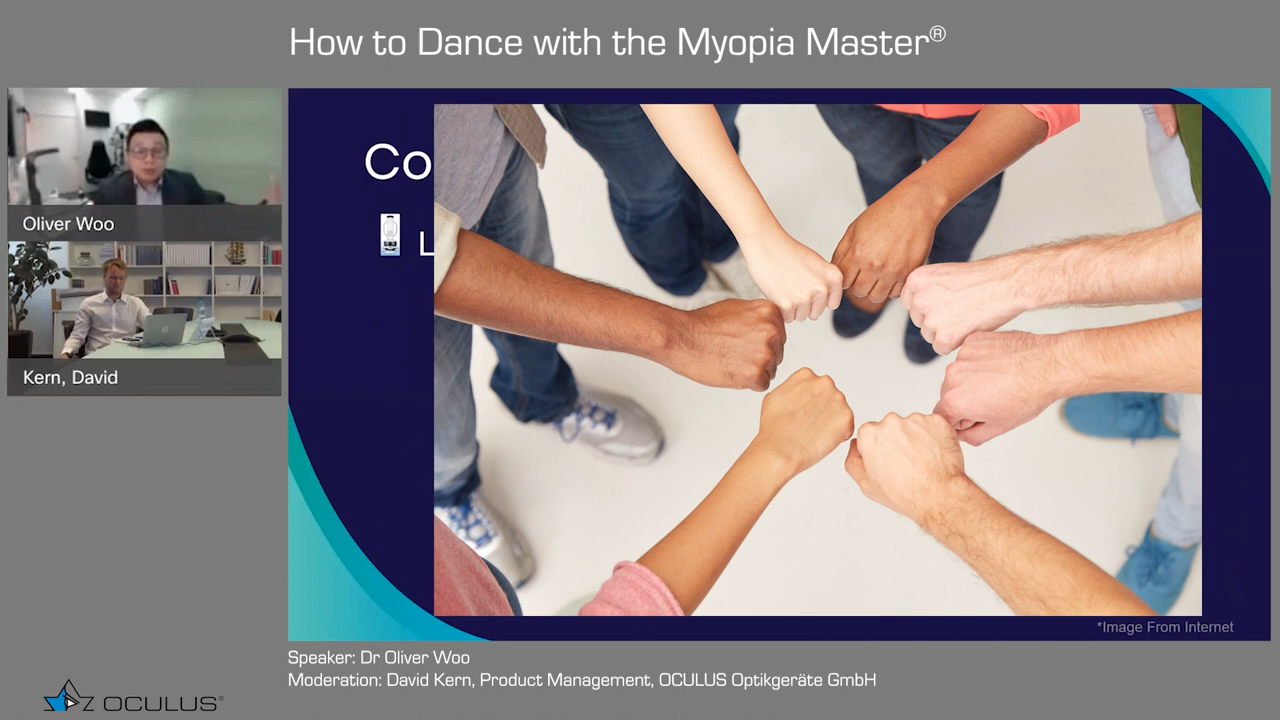 How to Dance with the Myopia Master®
Oliver Woo
Kern, David
Co
L
*Image From Internet
Speaker: Dr Oliver Woo
Moderation: David Kern, Product Management, OCULUS Optikgeräte GmbH
OCULUS®